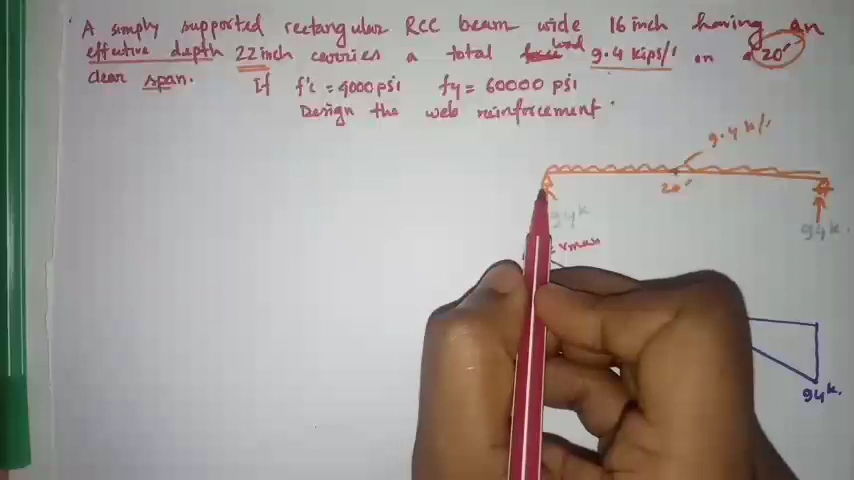 A simply supported rectangular RCC beam wide 16 inch having an
effective depth 22 inch carries a total load 9.4 kips/' on a 20'
clear span. If f'c = 4000 psi fy = 60000 psi
Design the web reinforcement.
9.4 k/'
20'
94k
94k.
= Vmax
94k.